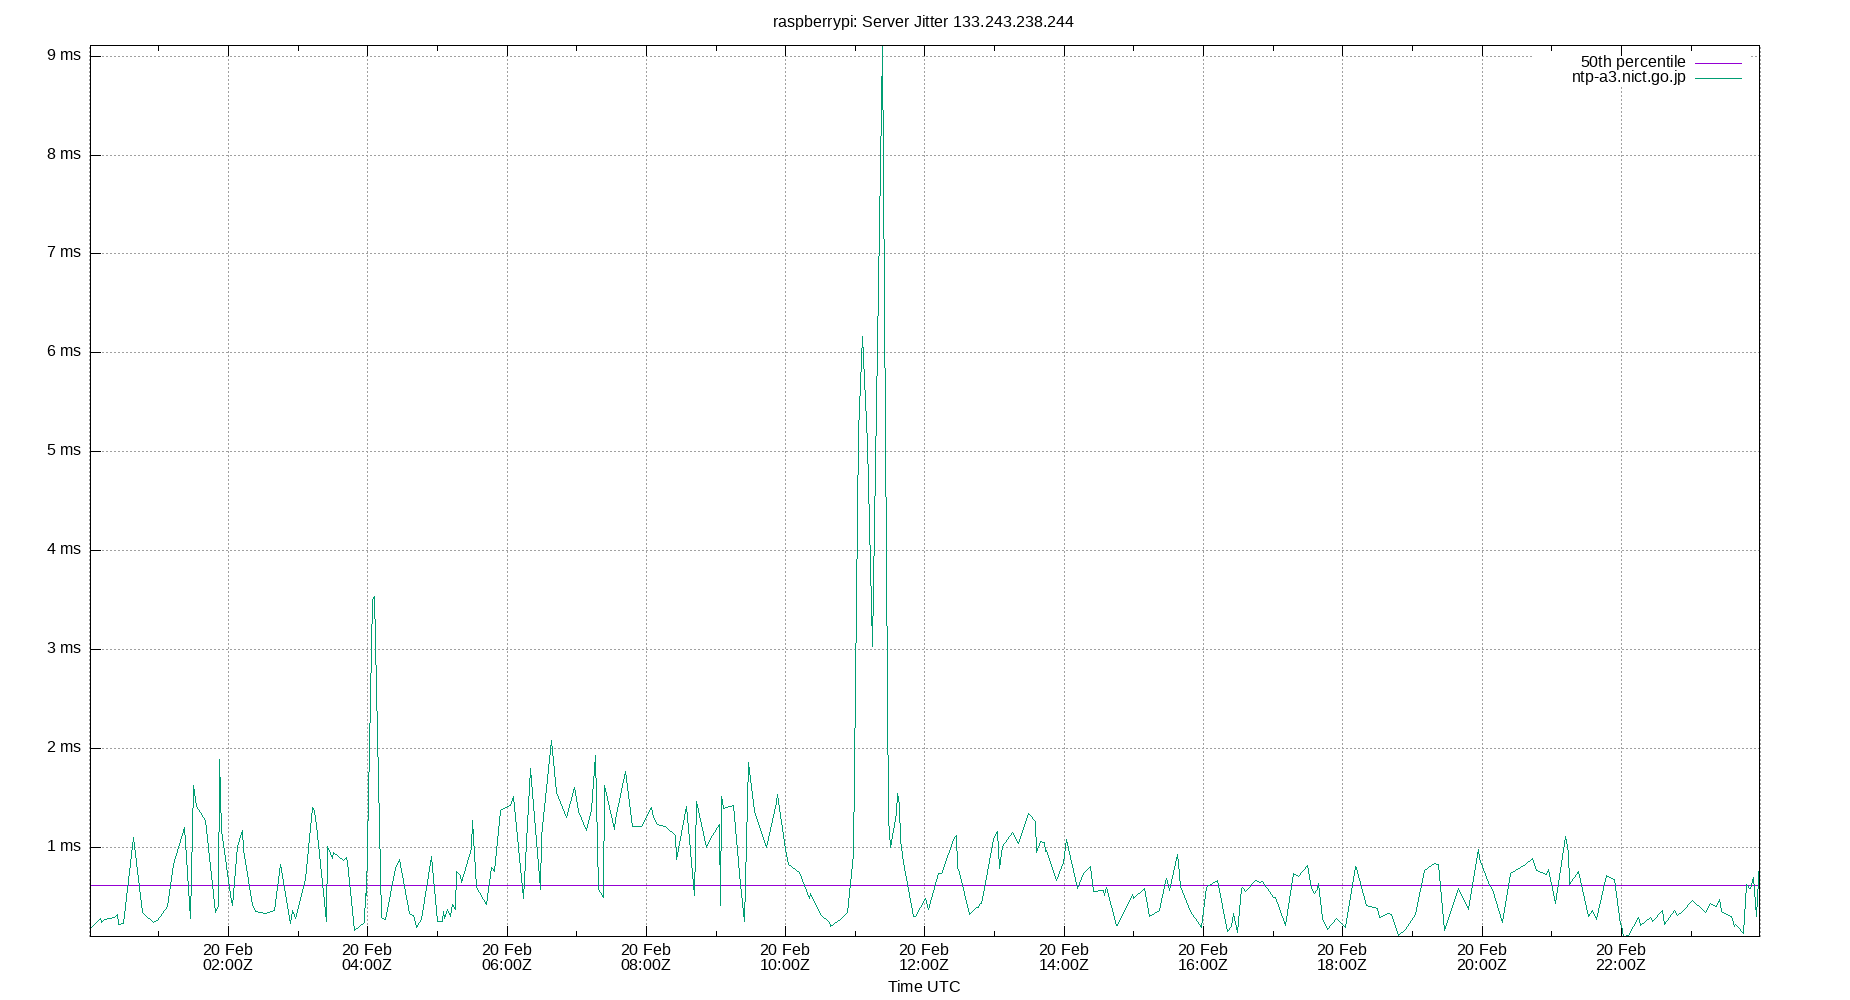 raspberrypi: Server Jitter 133.243.238.244
9 ms
8 ms
7 ms
6 ms
5 ms
4 ms
3 ms
2 ms
1 ms
50th percentile
ntp-a3.nict.go.jp
20 Feb
02:00Z
20 Feb
04:00Z
20 Feb
06:00Z
20 Feb
08:00Z
20 Feb
10:00Z
20 Feb
12:00Z
20 Feb
14:00Z
20 Feb
16:00Z
20 Feb
18:00Z
20 Feb
20:00Z
20 Feb
22:00Z
Time UTC